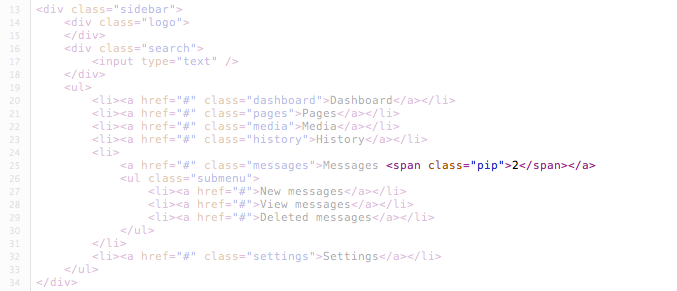 13 <div class="sidebar">
14     <div class="logo">
15     </div>
16     <div class="search">
17         <input type="text" />
18     </div>
19     <ul>
20         <li><a href="#" class="dashboard">Dashboard</a></li>
21         <li><a href="#" class="pages">Pages</a></li>
22         <li><a href="#" class="media">Media</a></li>
23         <li><a href="#" class="history">History</a></li>
24         <li>
25             <a href="#" class="messages">Messages <span class="pip">2</span></a>
26             <ul class="submenu">
27                 <li><a href="#">New messages</a></li>
28                 <li><a href="#">View messages</a></li>
29                 <li><a href="#">Deleted messages</a></li>
30             </ul>
31         </li>
32         <li><a href="#" class="settings">Settings</a></li>
33     </ul>
34 </div>